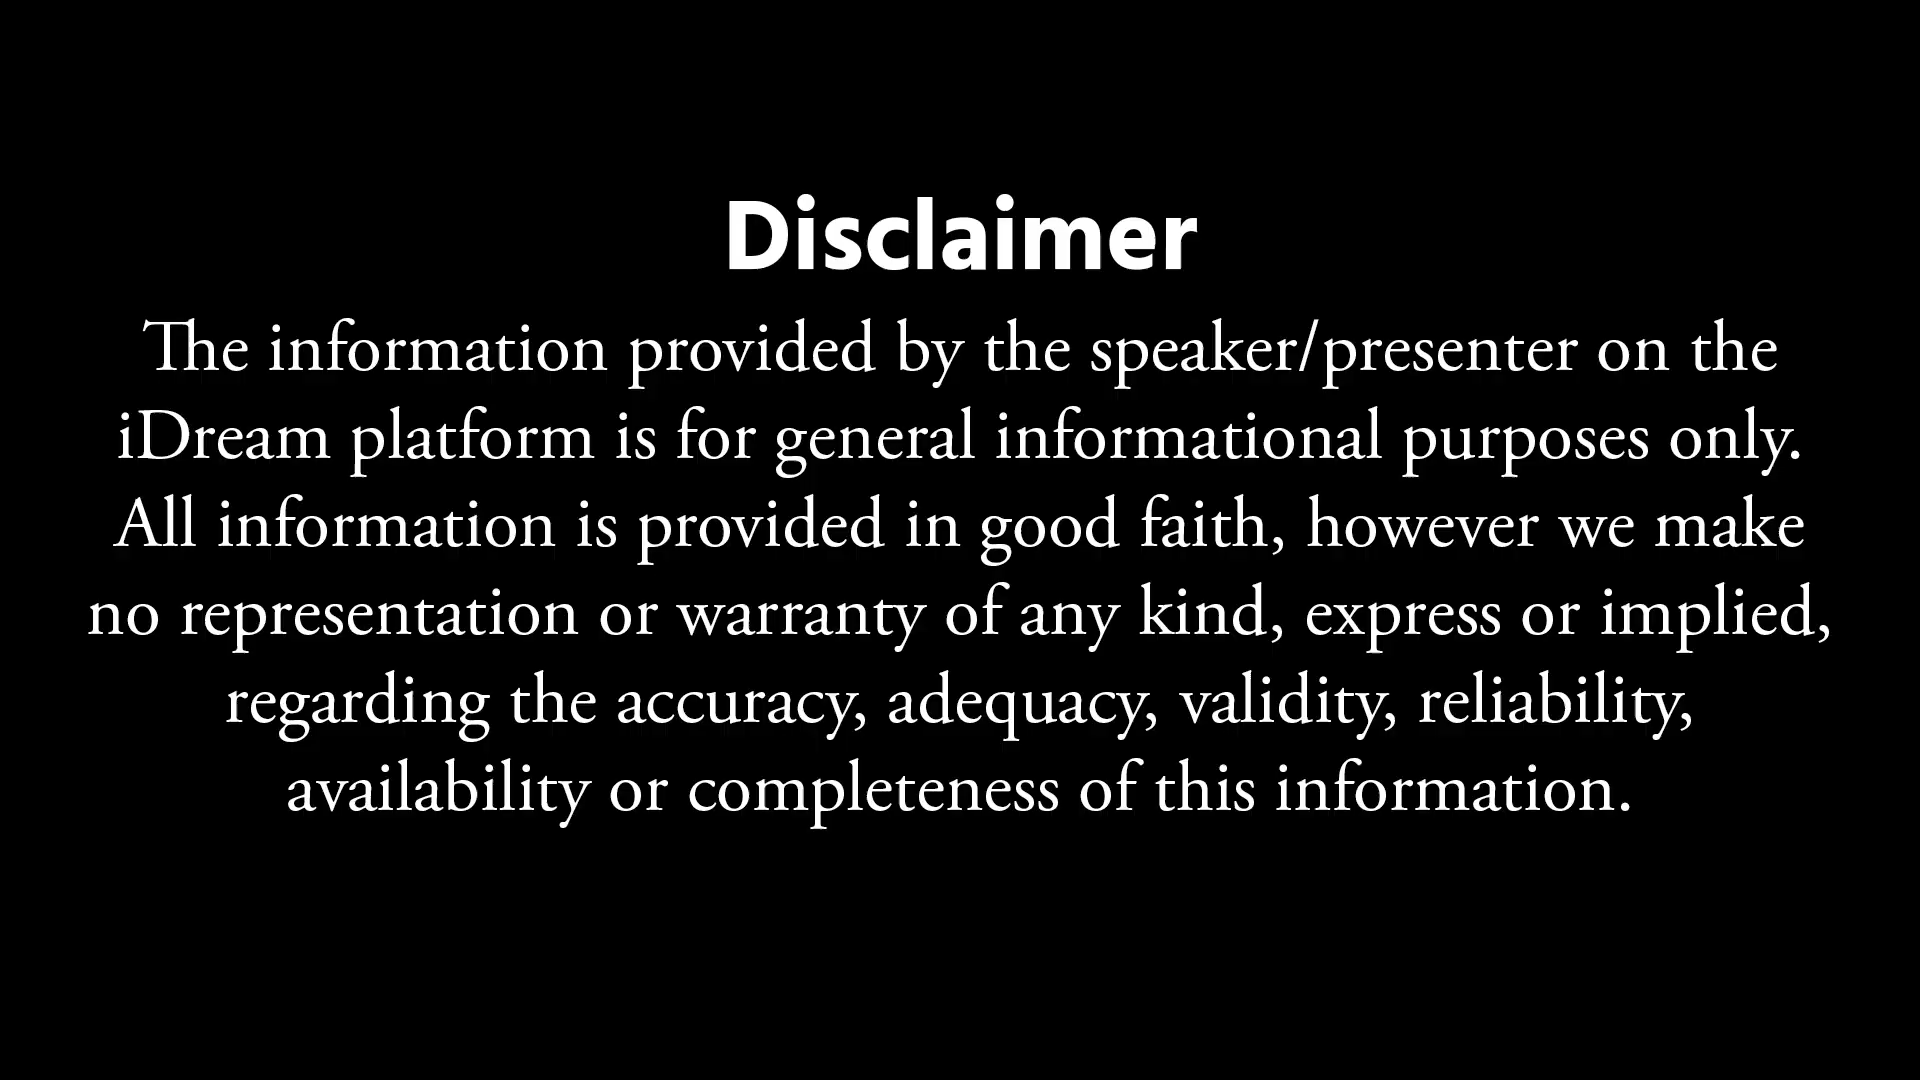 Disclaimer
The information provided by the speaker/presenter on the
iDream platform is for general informational purposes only.
All information is provided in good faith, however we make
no representation or warranty of any kind, express or implied,
regarding the accuracy, adequacy, validity, reliability,
availability or completeness of this information.